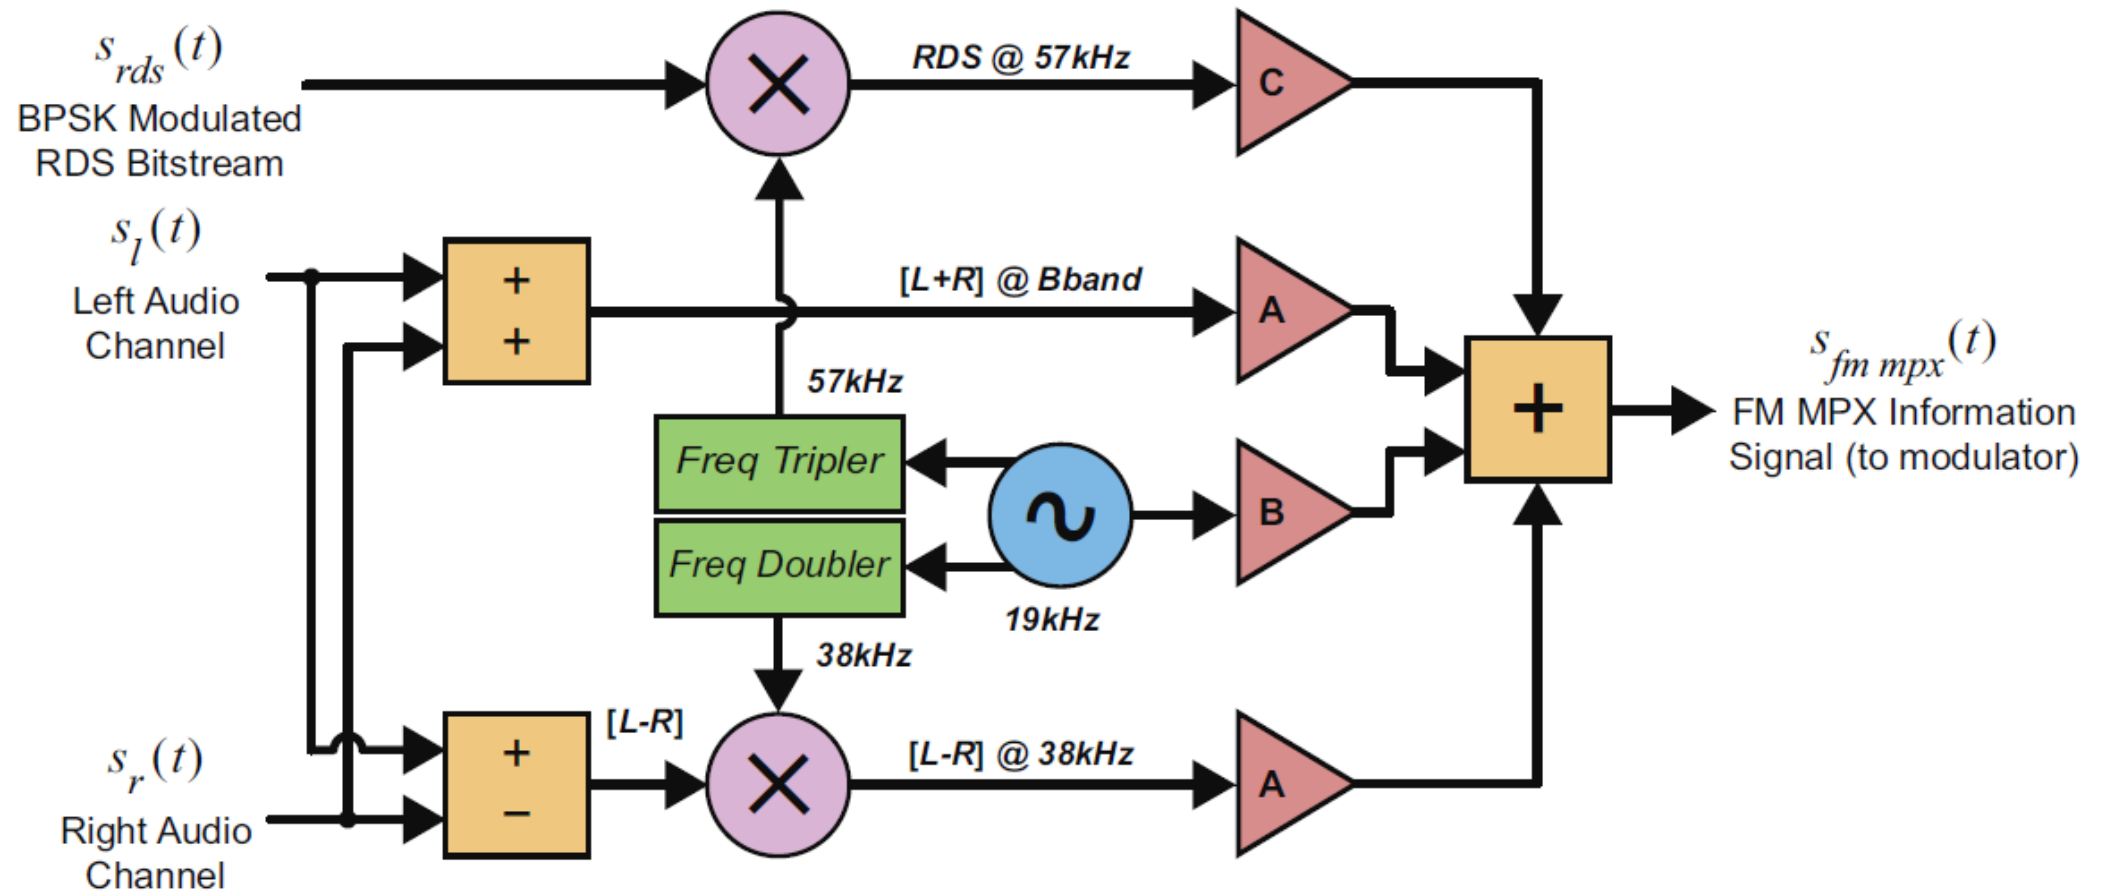 s_rds(t)
BPSK Modulated
RDS Bitstream
RDS @ 57kHz
C
s_l(t)
Left Audio
Channel
+
+
[L+R] @ Bband
A
57kHz
Freq Tripler
Freq Doubler
19kHz
38kHz
B
+
s_fm mpx(t)
FM MPX Information
Signal (to modulator)
s_r(t)
Right Audio
Channel
+
−
[L-R]
[L-R] @ 38kHz
A